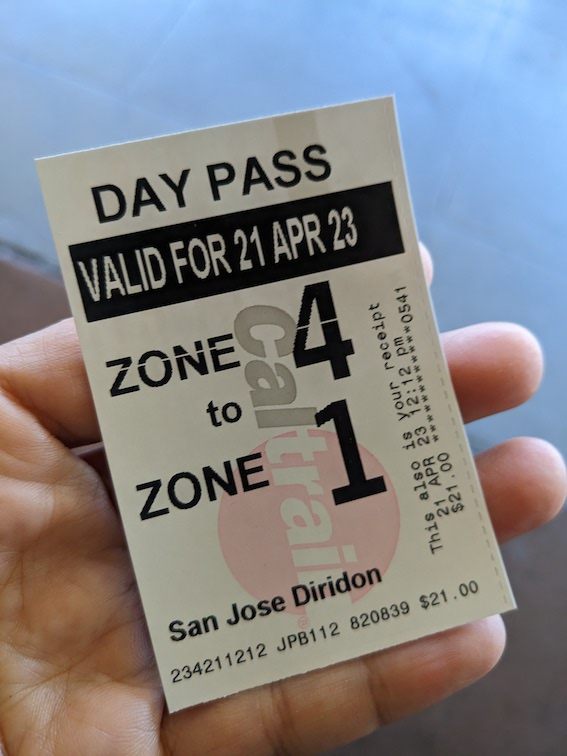 DAY PASS
VALID FOR 21 APR 23
ZONE 4
to
ZONE 1
Caltrain
®
San Jose Diridon
234211212 JPB112 820839 $21.00
This also is your receipt
21 APR 23 12:12 pm
************0541
$21.00